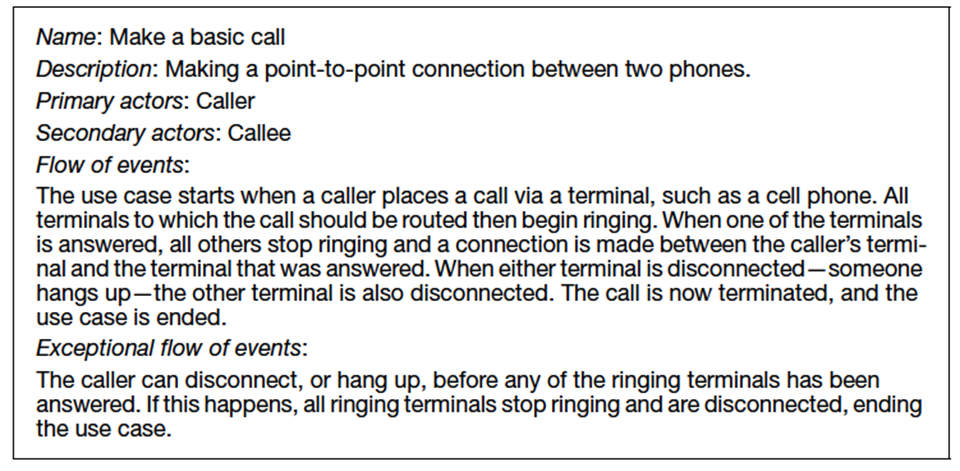 Name: Make a basic call
Description: Making a point-to-point connection between two phones.
Primary actors: Caller
Secondary actors: Callee
Flow of events:
The use case starts when a caller places a call via a terminal, such as a cell phone. All
terminals to which the call should be routed then begin ringing. When one of the terminals
is answered, all others stop ringing and a connection is made between the caller's termi-
nal and the terminal that was answered. When either terminal is disconnected—someone
hangs up—the other terminal is also disconnected. The call is now terminated, and the
use case is ended.
Exceptional flow of events:
The caller can disconnect, or hang up, before any of the ringing terminals has been
answered. If this happens, all ringing terminals stop ringing and are disconnected, ending
the use case.